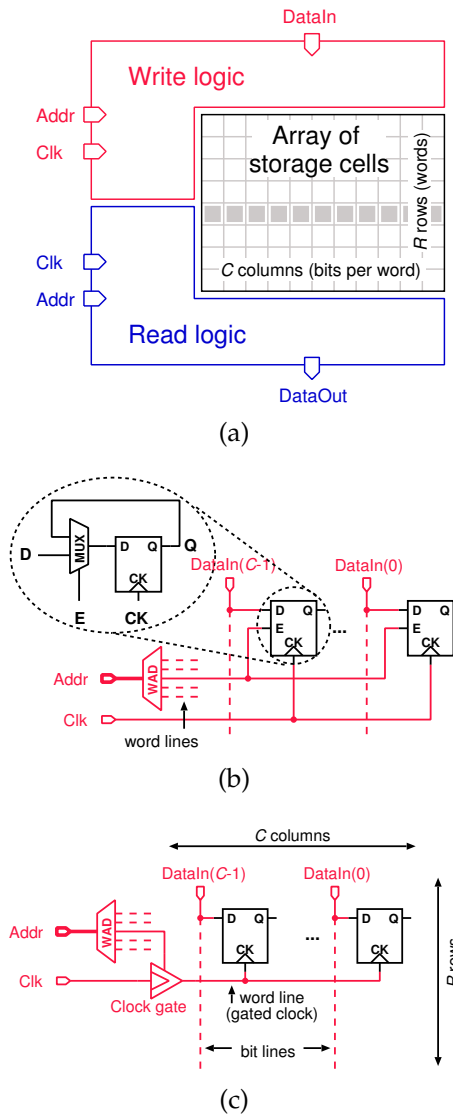 DataIn
Write logic
Addr
Clk
Array of
storage cells
R rows (words)
C columns (bits per word)
Clk
Addr
Read logic
DataOut
(a)
D
MUX
D Q
CK
Q
E
CK
DataIn(C-1)
DataIn(0)
D
E
CK
Q
...
D Q
E
CK
Addr
WAD
Clk
word lines
(b)
C columns
DataIn(C-1)
DataIn(0)
D Q
CK
...
D Q
CK
Addr
WAD
Clk
Clock gate
word line
(gated clock)
bit lines
R rows
(c)